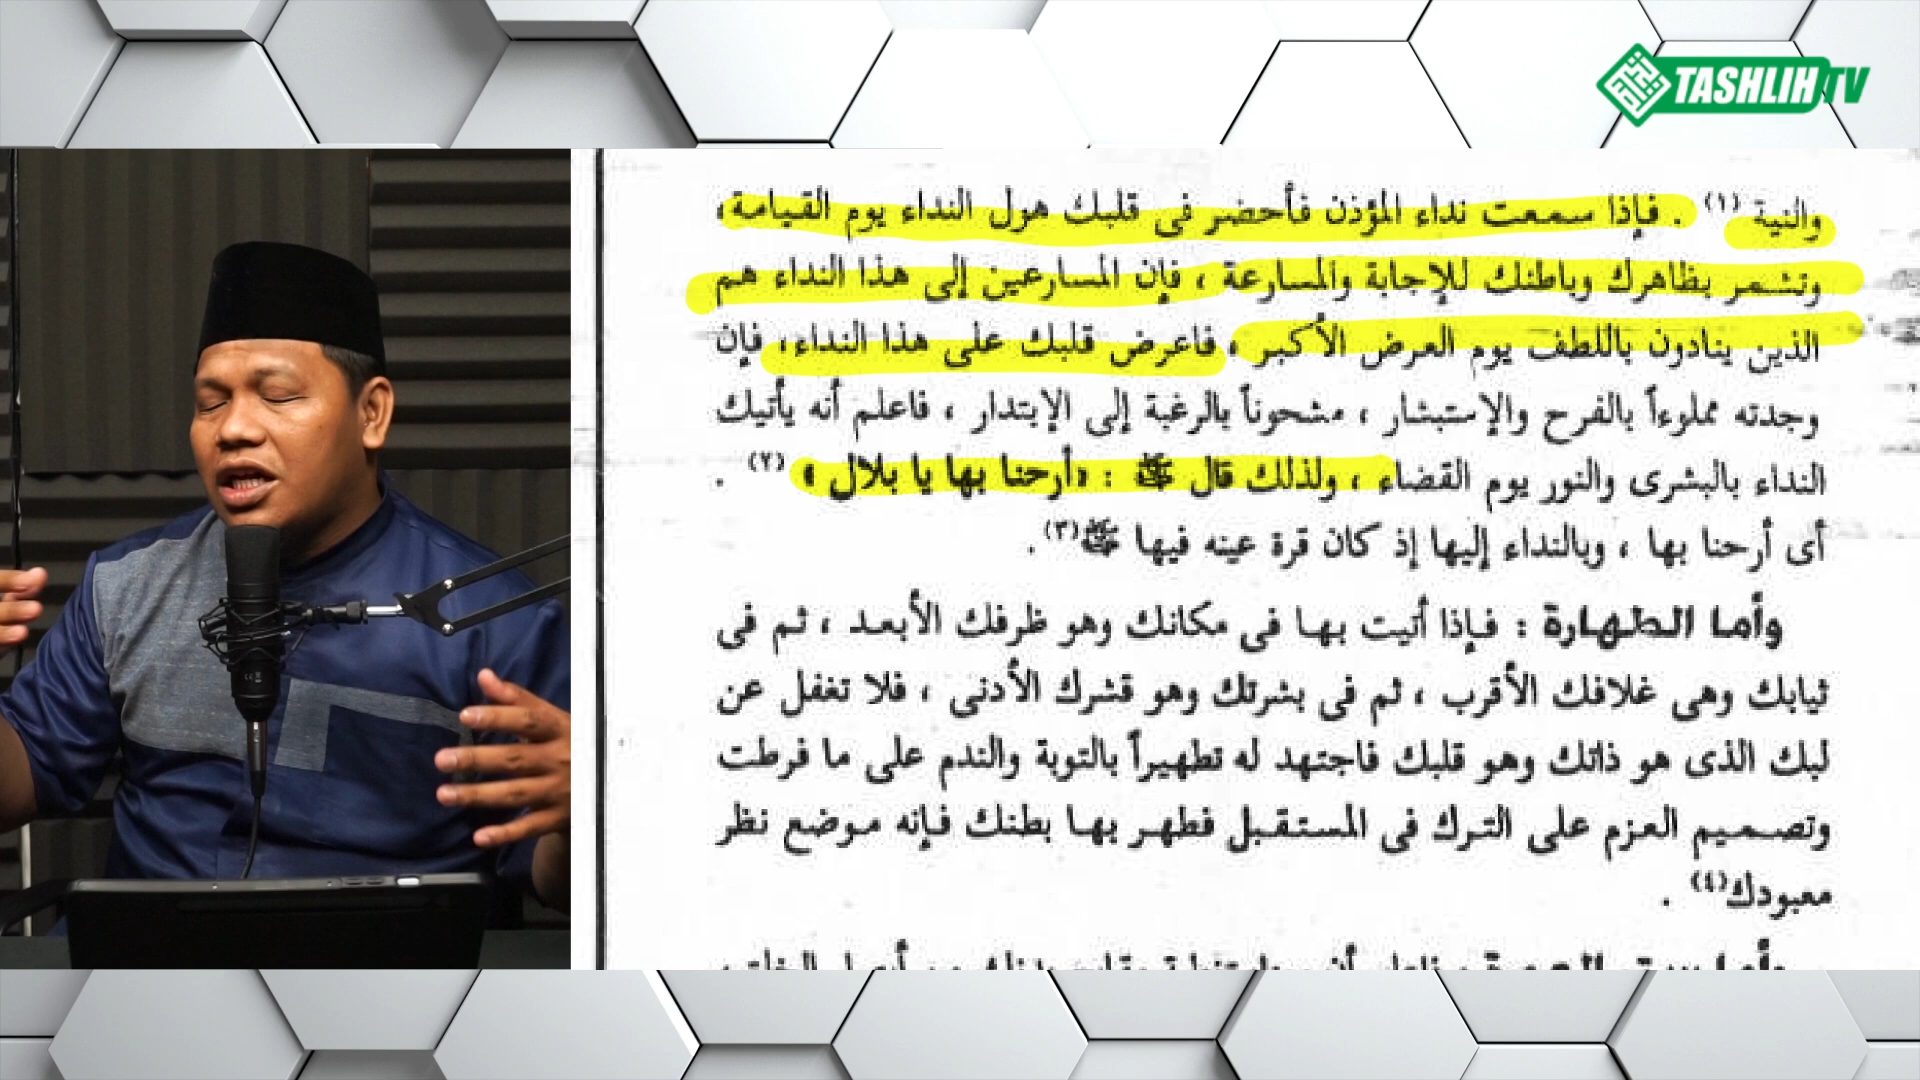 TASHLIH TV
والنية (١) . فإذا سمعت نداء المؤذن فأحضر فى قلبك هول النداء يوم القيامة،
وتشمر بظاهرك وباطنك للإجابة والمسارعة ، فإن المسارعين إلى هذا النداء هم
الذين ينادون باللطف يوم العرض الأكبر ، فاعرض قلبك على هذا النداء، فإن
وجدته مملوءاً بالفرح والإستبشار ، مشحوناً بالرغبة إلى الإبتدار ، فاعلم أنه يأتيك
النداء بالبشرى والنور يوم القضاء ، ولذلك قال ﷺ : «أرحنا بها يا بلال » (٢) .
أى أرحنا بها ، وبالنداء إليها إذ كان قرة عينه فيها ﷺ(٣) .
وأما الطهارة : فإذا أتيت بها فى مكانك وهو ظرفك الأبعد ، ثم فى
ثيابك وهى غلافك الأقرب ، ثم فى بشرتك وهو قشرك الأدنى ، فلا تغفل عن
لبك الذى هو ذاتك وهو قلبك فاجتهد له تطهيراً بالتوبة والندم على ما فرطت
وتصميم العزم على الترك فى المستقبل فطهر بها بطنك فإنه موضع نظر
معبودك(٤) .